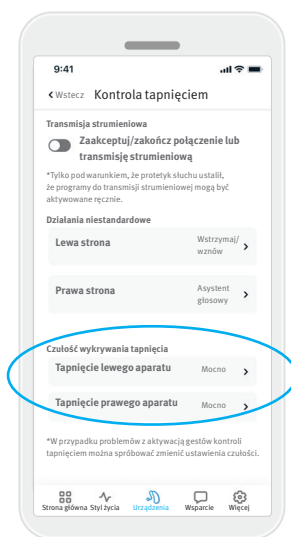 9:41
Wstecz Kontrola tapnięciem
Transmisja strumieniowa
Zaakceptuj/zakończ połączenie lub
transmisję strumieniową
*Tylko pod warunkiem, że protetyk słuchu ustalił,
że programy do transmisji strumieniowej mogą być
aktywowane ręcznie.
Działania niestandardowe
Lewa strona Wstrzymaj/
wznów
Prawa strona Asystent
głosowy
Czułość wykrywania tapnięcia
Tapnięcie lewego aparatu Mocno
Tapnięcie prawego aparatu Mocno
*W przypadku problemów z aktywacją gestów kontroli
tapnięciem można spróbować zmienić ustawienia czułości.
Strona główna Styl życia Urządzenia Wsparcie Więcej